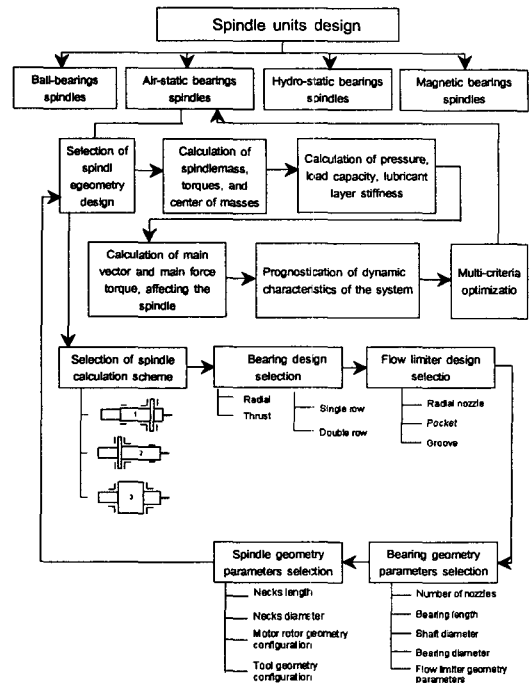 Spindle units design
Ball-bearings
spindles
Air-static bearings
spindles
Hydro-static bearings
spindles
Magnetic bearings
spindles
Selection of
spindl
egeometry
design
Calculation of
spindlemass,
torques, and
center of masses
Calculation of pressure,
load capacity, lubricant
layer stiffness
Calculation of main
vector and main force
torque, affecting the
spindle
Prognostication of dynamic
characteristics of the system
Multi-criteria
optimizatio
Selection of spindle
calculation scheme
Bearing design
selection
Flow limiter design
selectio
Radial
Thrust
Single row
Double row
Radial nozzle
Pocket
Groove
1
2
3
Spindle geometry
parameters selection
Bearing geometry
parameters selection
Necks length
Necks diameter
Motor rotor geometry
configuration
Tool geometry
configuration
Number of nozzles
Bearing length
Shaft diameter
Bearing diameter
Flow limiter geometry
parameters